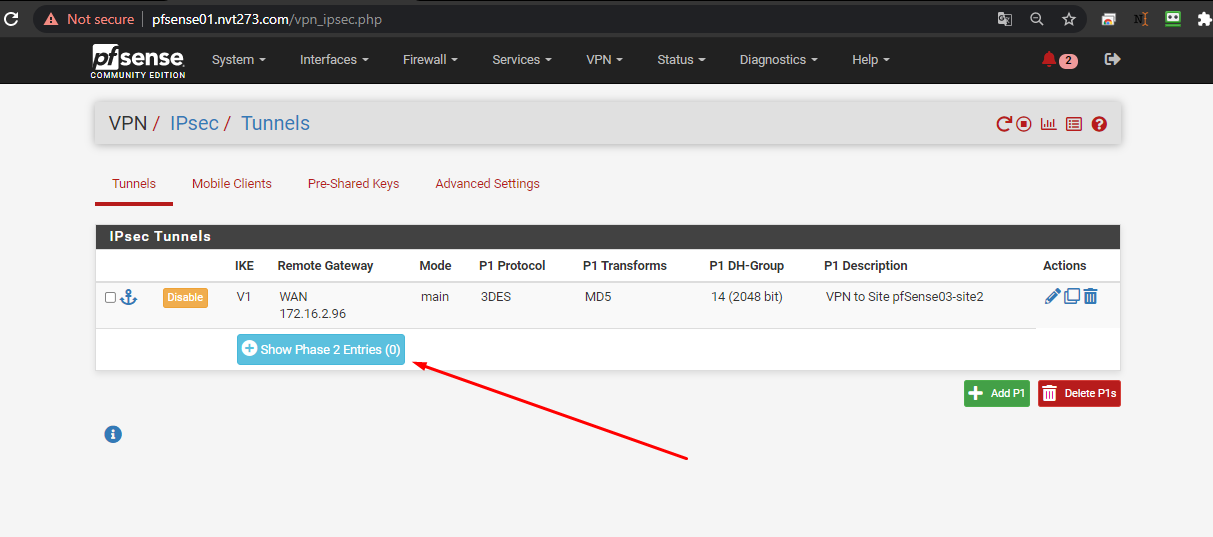 Not secure pfsense01.nvt273.com/vpn_ipsec.php
pfsense
COMMUNITY EDITION
System Interfaces Firewall Services VPN Status Diagnostics Help 2
VPN / IPsec / Tunnels
Tunnels Mobile Clients Pre-Shared Keys Advanced Settings
IPsec Tunnels
IKE Remote Gateway Mode P1 Protocol P1 Transforms P1 DH-Group P1 Description Actions
Disable V1 WAN main 3DES MD5 14 (2048 bit) VPN to Site pfSense03-site2
172.16.2.96
Show Phase 2 Entries (0)
Add P1 Delete P1s